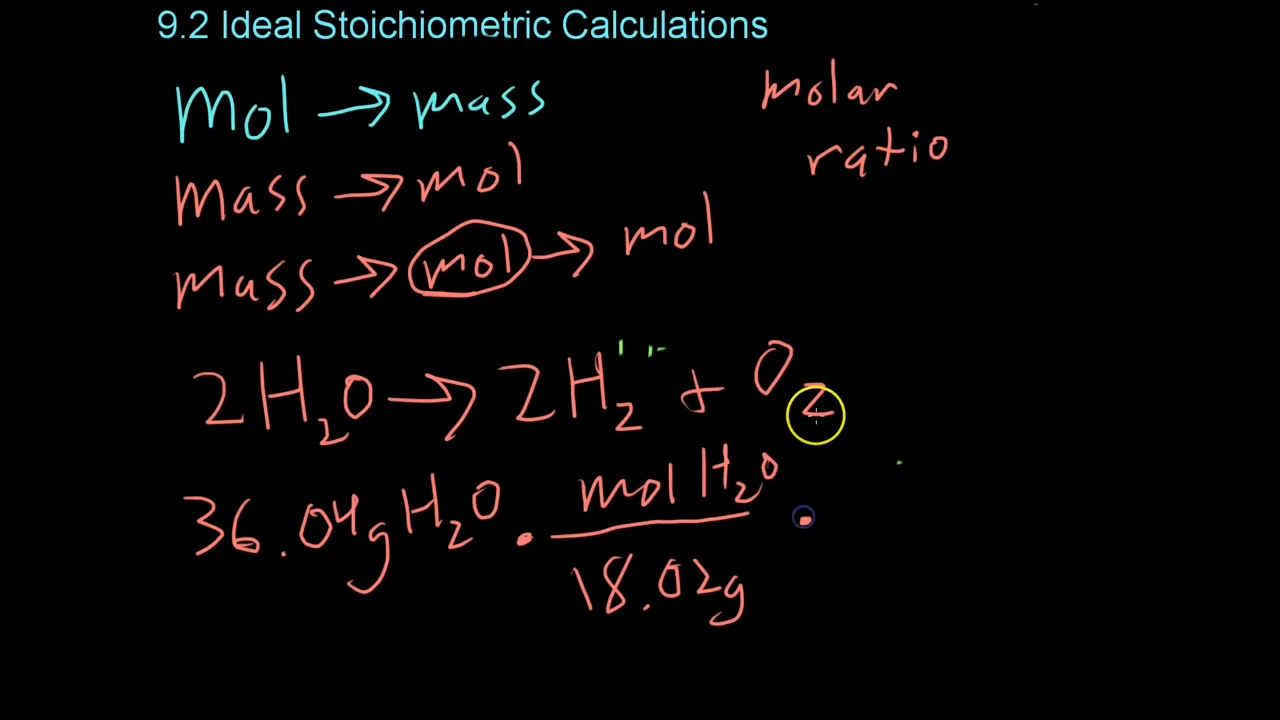 9.2 Ideal Stoichiometric Calculations
Mol → mass
molar
ratio
mass → mol
mass → mol → mol
2H₂O → 2H₂ + O₂
36.04g H₂O · mol H₂O
18.02g ·